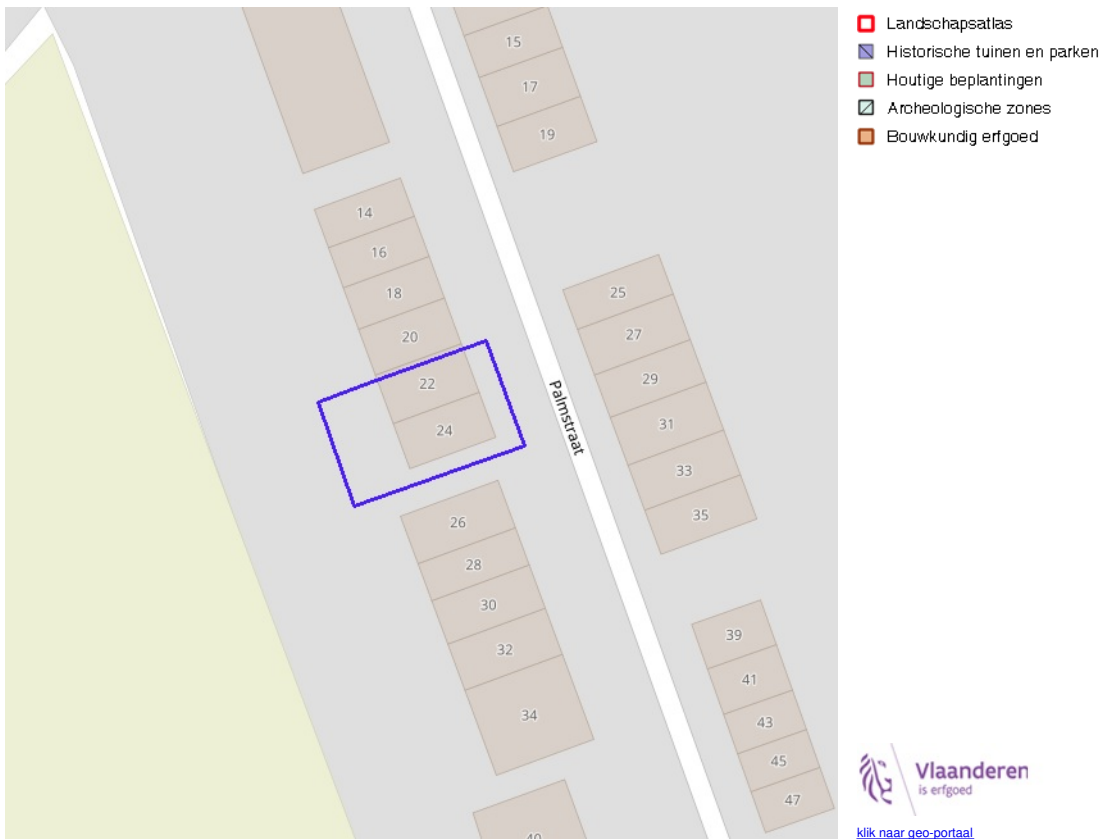 Landschapsatlas
Historische tuinen en parken
Houtige beplantingen
Archeologische zones
Bouwkundig erfgoed
15
17
19
14
16
18
20
22
24
25
27
29
31
33
35
Palmstraat
26
28
30
32
34
39
41
43
45
47
40
Vlaanderen
is erfgoed
klik naar geo-portaal